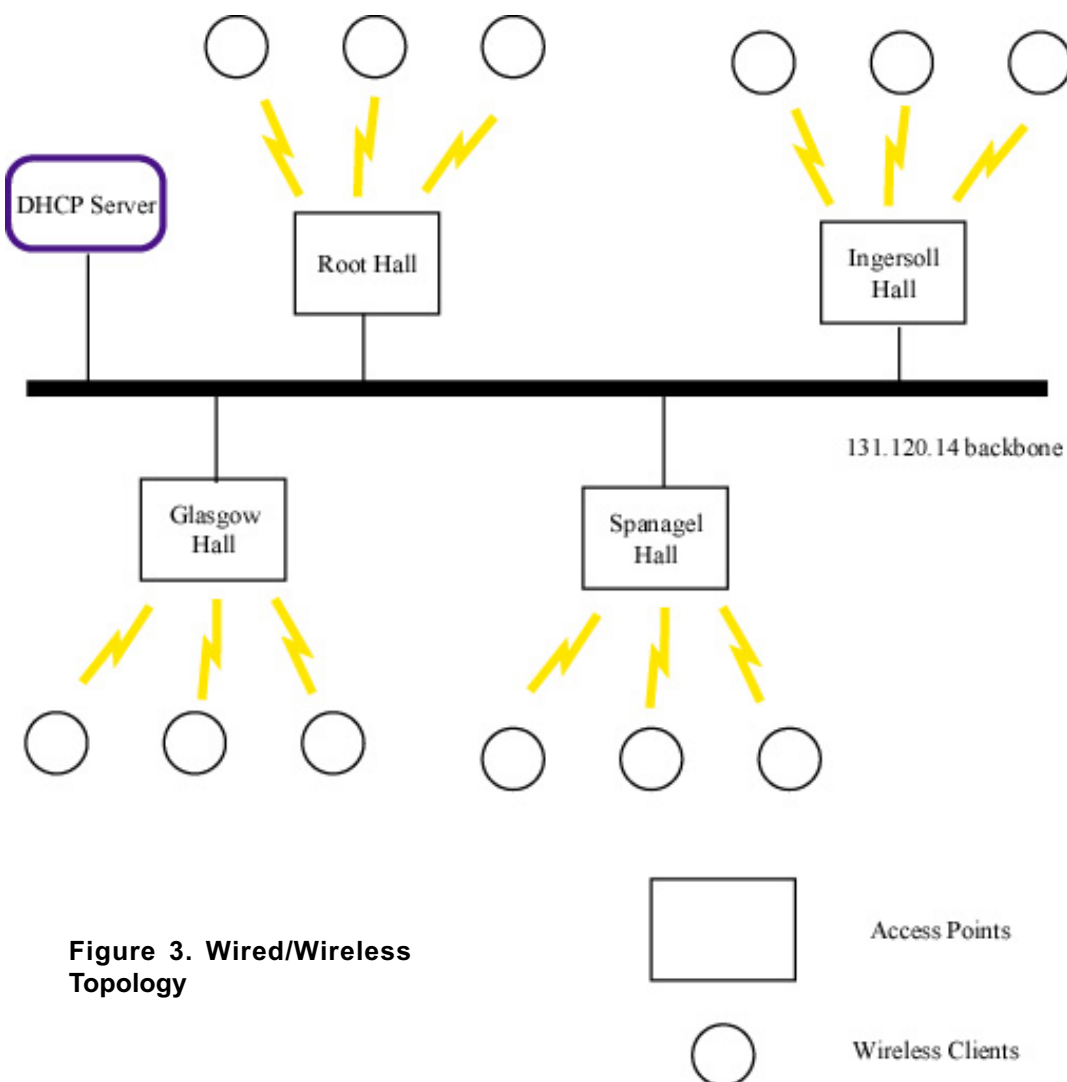 DHCP Server
Root Hall
Ingersoll
Hall
131.120.14 backbone
Glasgow
Hall
Spanagel
Hall
Figure 3. Wired/Wireless
Topology
Access Points
Wireless Clients